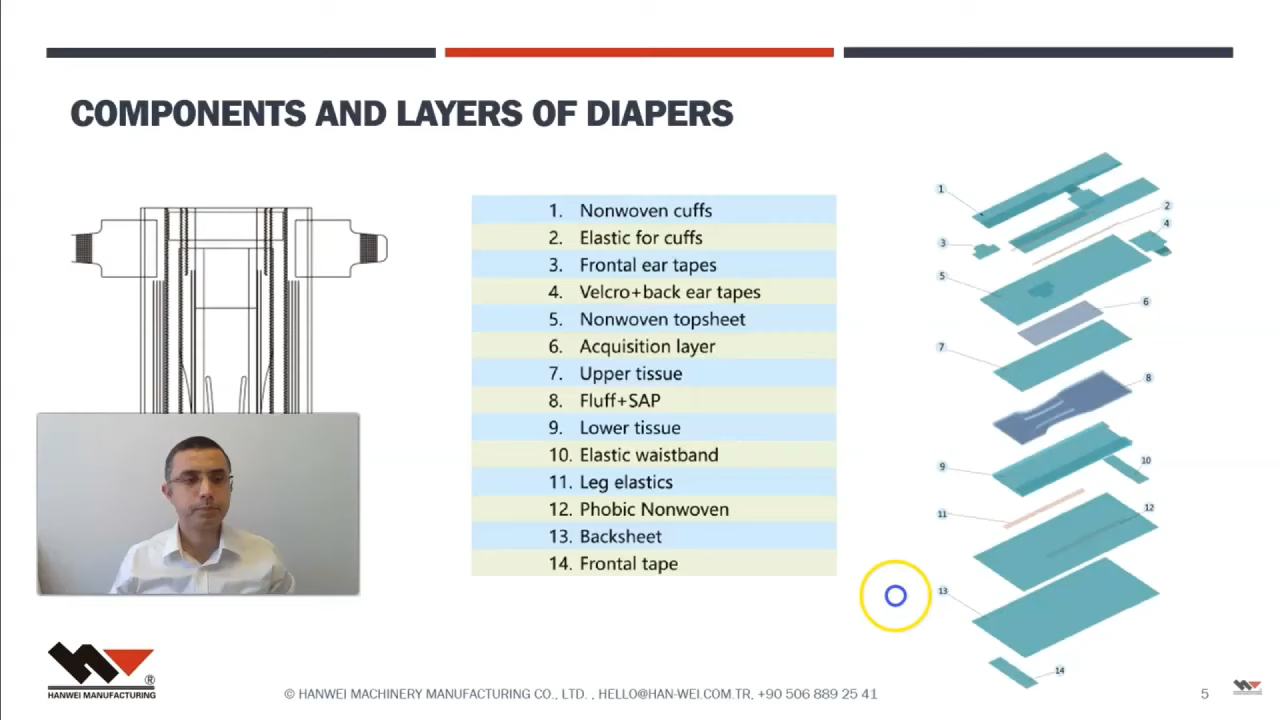 COMPONENTS AND LAYERS OF DIAPERS
1. Nonwoven cuffs
2. Elastic for cuffs
3. Frontal ear tapes
4. Velcro+back ear tapes
5. Nonwoven topsheet
6. Acquisition layer
7. Upper tissue
8. Fluff+SAP
9. Lower tissue
10. Elastic waistband
11. Leg elastics
12. Phobic Nonwoven
13. Backsheet
14. Frontal tape
1
2
3
4
5
6
7
8
9
10
11
12
13
14
®
HANWEI MANUFACTURING
© HANWEI MACHINERY MANUFACTURING CO., LTD. , HELLO@HAN-WEI.COM.TR, +90 506 889 25 41
5